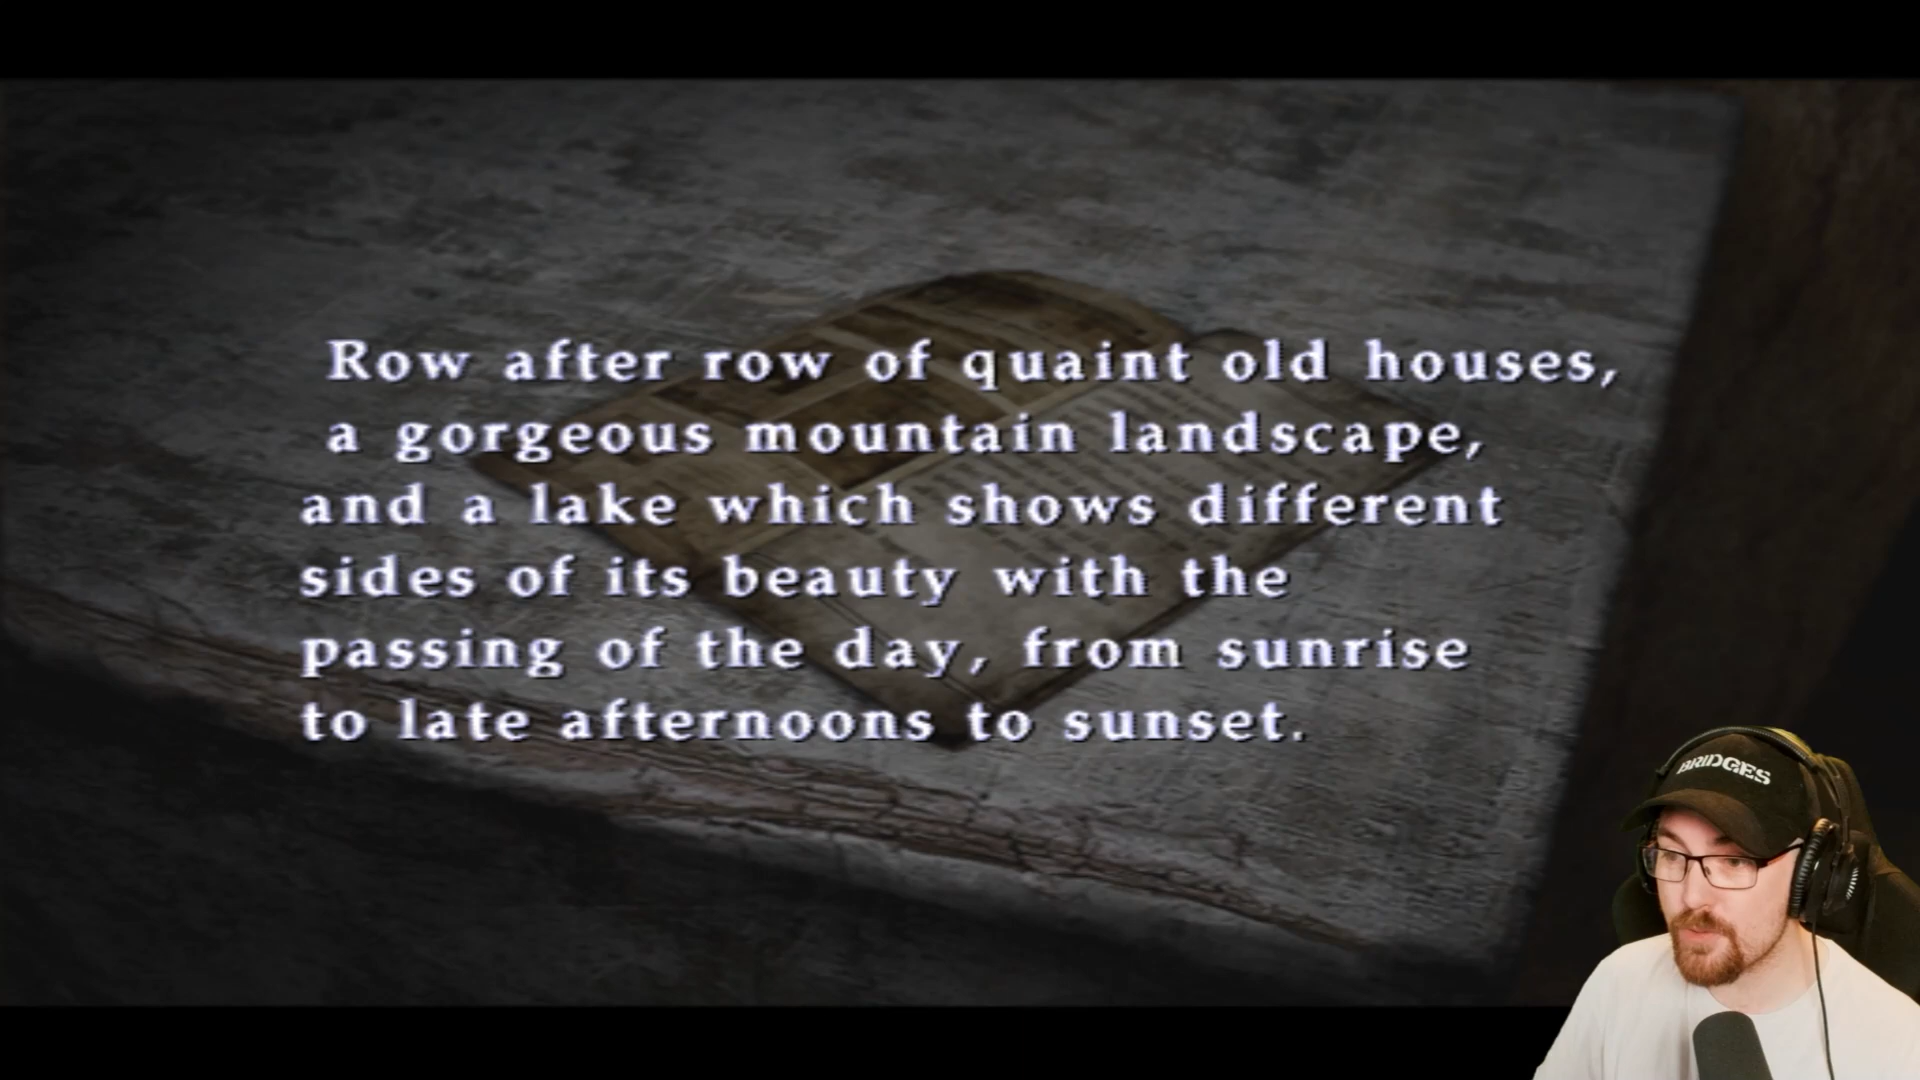 Row after row of quaint old houses,
a gorgeous mountain landscape,
and a lake which shows different
sides of its beauty with the
passing of the day, from sunrise
to late afternoons to sunset.
BRIDGES